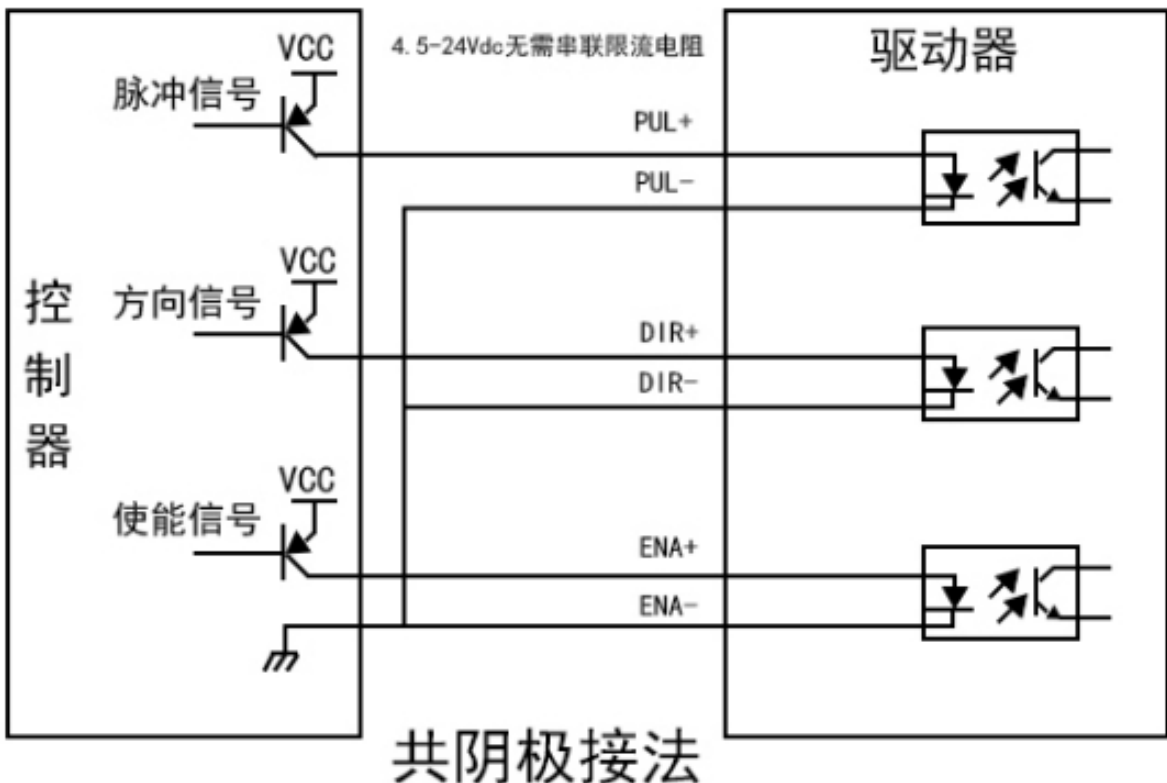 VCC
4.5-24Vdc无需串联限流电阻
驱动器
脉冲信号
PUL+
PUL-
控制器
VCC
方向信号
DIR+
DIR-
VCC
使能信号
ENA+
ENA-
共阴极接法